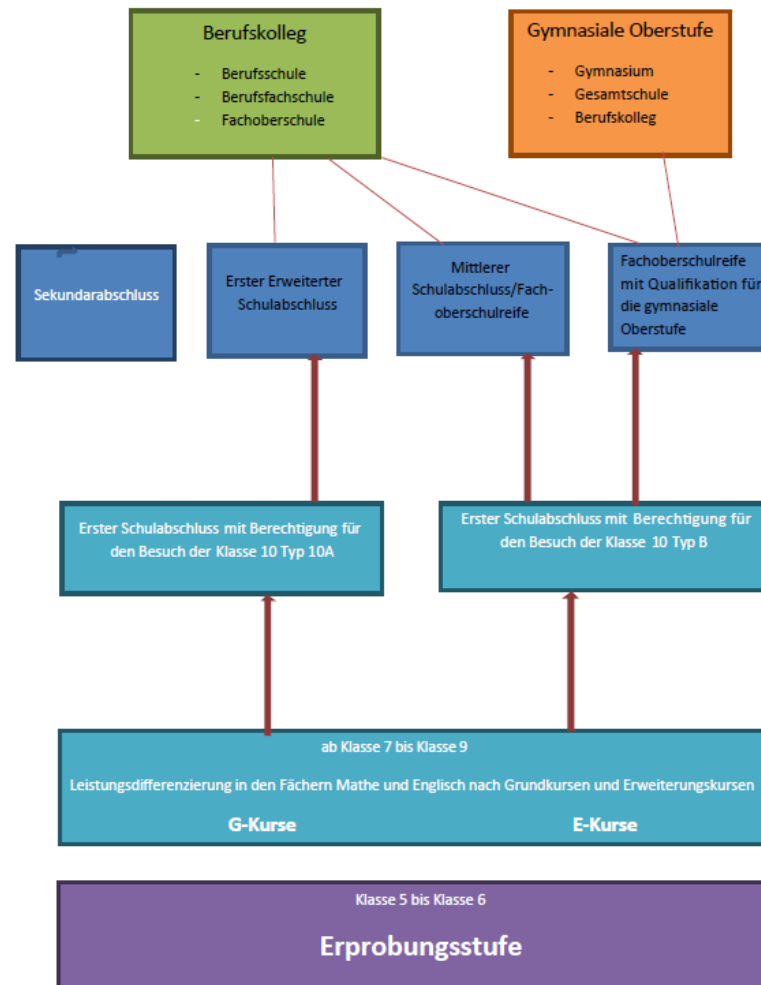 Berufskolleg
- Berufsschule
- Berufsfachschule
- Fachoberschule
Gymnasiale Oberstufe
- Gymnasium
- Gesamtschule
- Berufskolleg
Sekundarabschluss
Erster Erweiterter
Schulabschluss
Mittlerer
Schulabschluss/Fach-
oberschulreife
Fachoberschulreife
mit Qualifikation für
die gymnasiale
Oberstufe
Erster Schulabschluss mit Berechtigung für
den Besuch der Klasse 10 Typ 10A
Erster Schulabschluss mit Berechtigung für
den Besuch der Klasse 10 Typ B
ab Klasse 7 bis Klasse 9
Leistungsdifferenzierung in den Fächern Mathe und Englisch nach Grundkursen und Erweiterungskursen
G-Kurse
E-Kurse
Klasse 5 bis Klasse 6
Erprobungsstufe